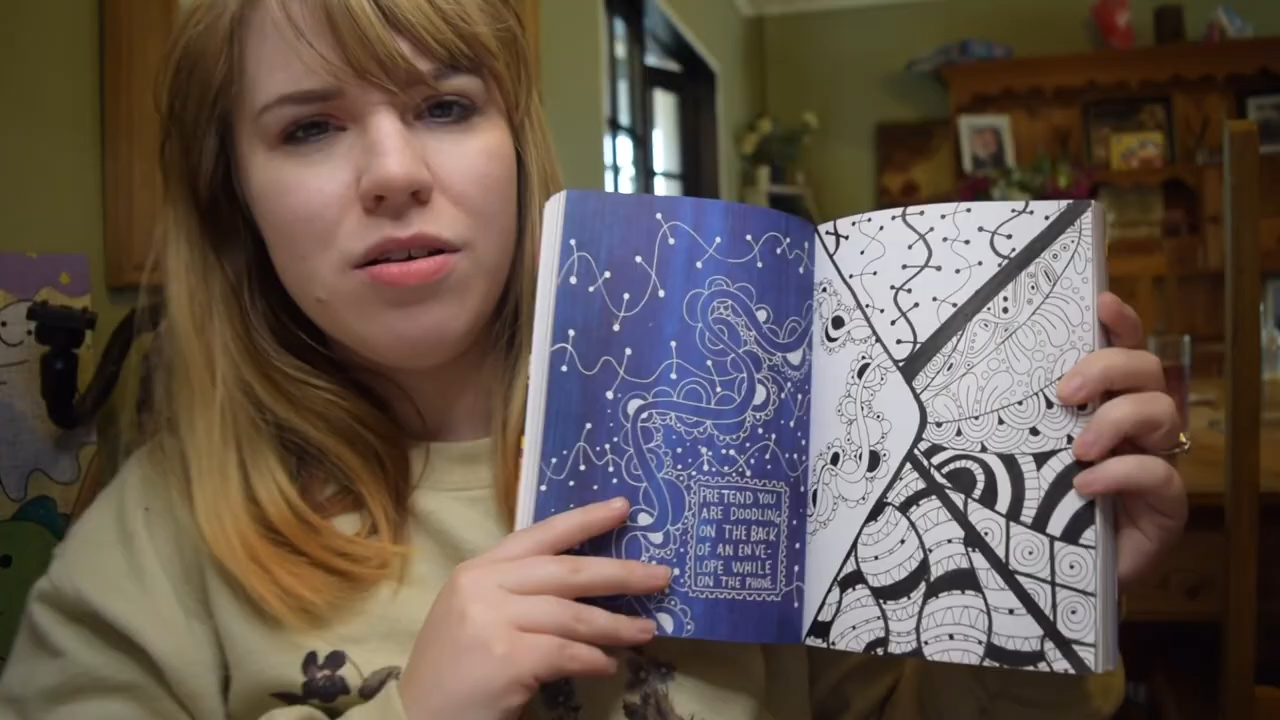 PRETEND YOU
ARE DOODLING
ON THE BACK
OF AN ENVE-
LOPE WHILE
ON THE PHONE.